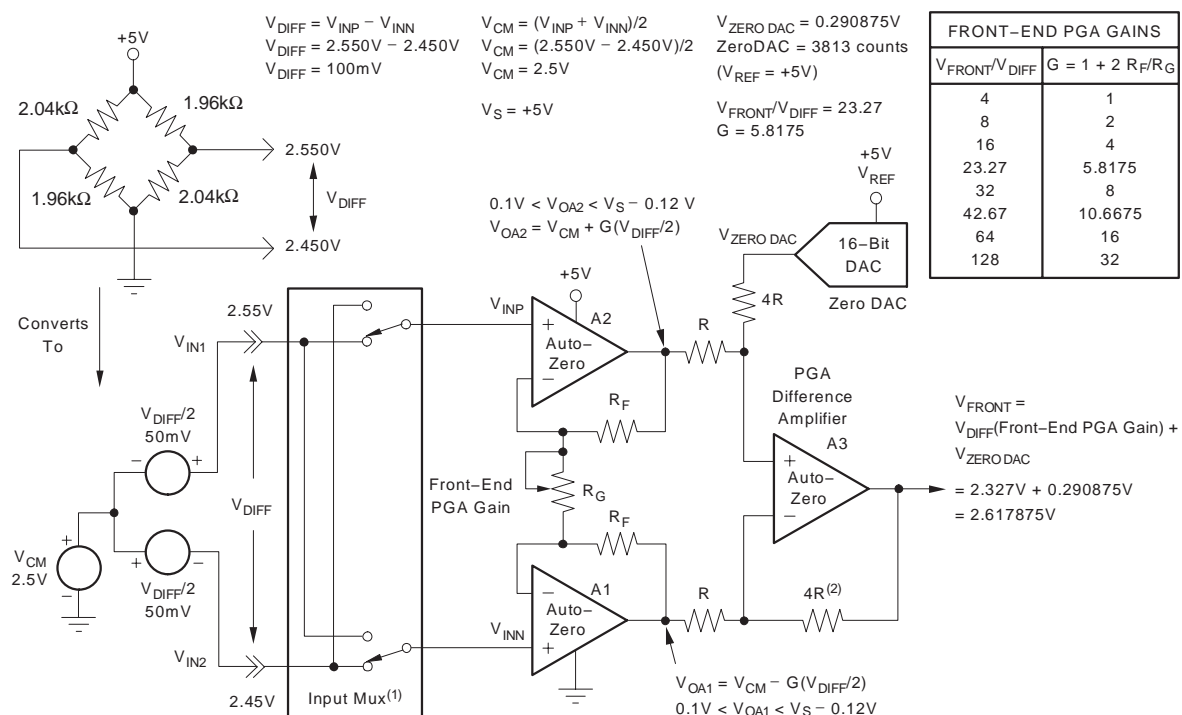 V_DIFF = V_INP − V_INN
V_DIFF = 2.550V − 2.450V
V_DIFF = 100mV
V_CM = (V_INP + V_INN)/2
V_CM = (2.550V − 2.450V)/2
V_CM = 2.5V
V_S = +5V
V_ZERO DAC = 0.290875V
ZeroDAC = 3813 counts
(V_REF = +5V)
V_FRONT/V_DIFF = 23.27
G = 5.8175
FRONT−END PGA GAINS
V_FRONT/V_DIFF G = 1 + 2 R_F/R_G
4 1
8 2
16 4
23.27 5.8175
32 8
42.67 10.6675
64 16
128 32
+5V
2.04kΩ
1.96kΩ
1.96kΩ
2.04kΩ
2.550V
V_DIFF
2.450V
Converts
To
0.1V < V_OA2 < V_S − 0.12 V
V_OA2 = V_CM + G(V_DIFF/2)
+5V
V_REF
V_ZERO DAC
16−Bit
DAC
Zero DAC
4R
2.55V
V_IN1
V_DIFF/2
50mV
− +
V_DIFF
+
V_CM
2.5V
−
+ −
V_DIFF/2
50mV
V_IN2
2.45V
Input Mux(1)
V_INP
+5V
+
A2
Auto−
Zero
−
R
R_F
Front−End
PGA Gain
R_G
R_F
−
A1
Auto−
Zero
V_INN
+
R
4R(2)
PGA
Difference
Amplifier
A3
+
Auto−
Zero
−
V_FRONT =
V_DIFF(Front−End PGA Gain) +
V_ZERO DAC
= 2.327V + 0.290875V
= 2.617875V
V_OA1 = V_CM − G(V_DIFF/2)
0.1V < V_OA1 < V_S − 0.12V